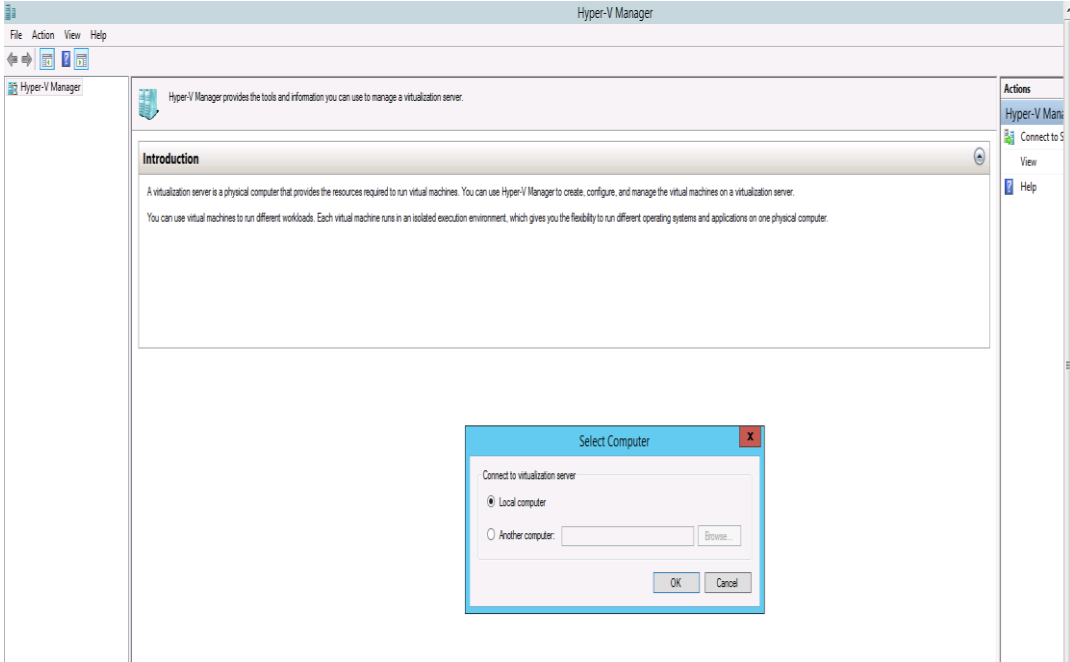 Hyper-V Manager
File Action View Help
Hyper-V Manager
Hyper-V Manager provides the tools and information you can use to manage a virtualization server.
Introduction
A virtualization server is a physical computer that provides the resources required to run virtual machines. You can use Hyper-V Manager to create, configure, and manage the virtual machines on a virtualization server.
You can use virtual machines to run different workloads. Each virtual machine runs in an isolated execution environment, which gives you the flexibility to run different operating systems and applications on one physical computer.
Actions
Hyper-V Mana
Connect to S
View
Help
Select Computer
X
Connect to virtualization server
Local computer
Another computer:
Browse...
OK Cancel